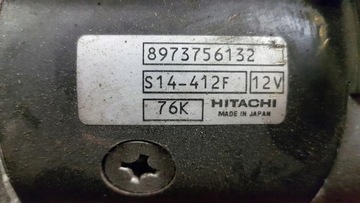 8973756132
S14-412F 12V
76K HITACHI
MADE IN JAPAN